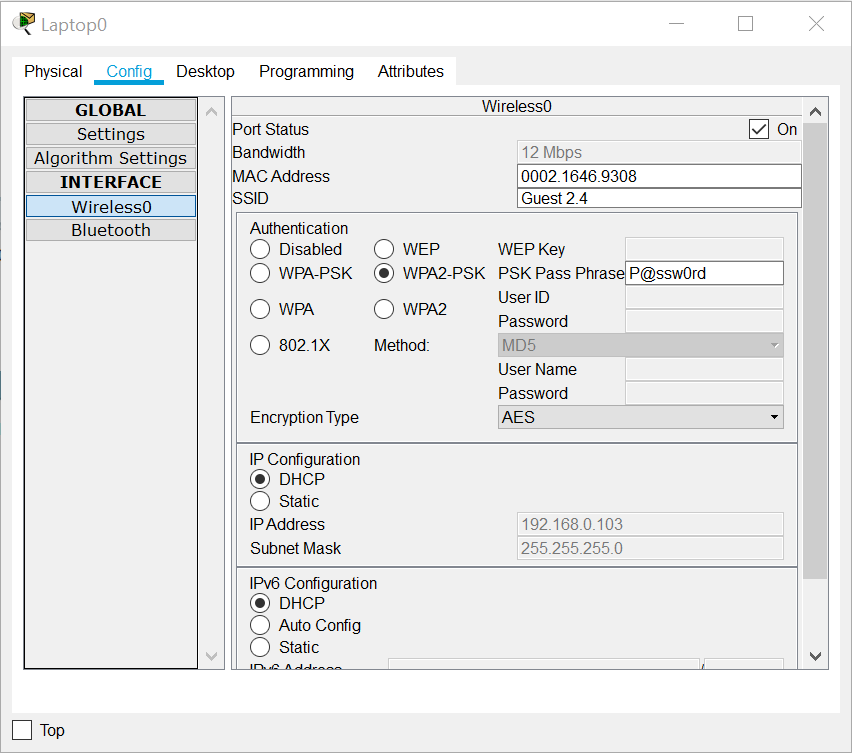 Laptop0
Physical Config Desktop Programming Attributes
GLOBAL
Settings
Algorithm Settings
INTERFACE
Wireless0
Bluetooth
Wireless0
Port Status On
Bandwidth 12 Mbps
MAC Address 0002.1646.9308
SSID Guest 2.4
Authentication
Disabled WEP WEP Key
WPA-PSK WPA2-PSK PSK Pass Phrase P@ssw0rd
User ID
WPA WPA2
Password
802.1X Method: MD5
User Name
Password
Encryption Type AES
IP Configuration
DHCP
Static
IP Address 192.168.0.103
Subnet Mask 255.255.255.0
IPv6 Configuration
DHCP
Auto Config
Static
IPv6 Address /
Top